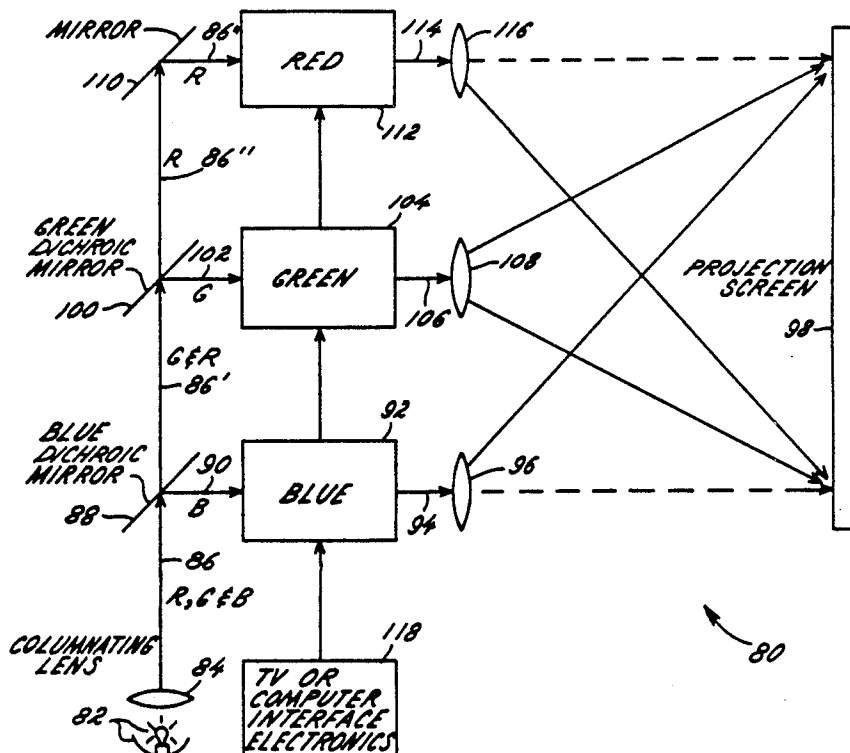 MIRROR
86"
114
116
110
R
RED
112
R 86"
GREEN
DICHROIC
MIRROR
102
104
100
G
GREEN
106
108
PROJECTION
SCREEN
98
G&R
86'
BLUE
DICHROIC
MIRROR
90
92
88
B
BLUE
94
96
86
R, G & B
COLUMNATING
LENS
84
118
80
82
TV OR
COMPUTER
INTERFACE
ELECTRONICS